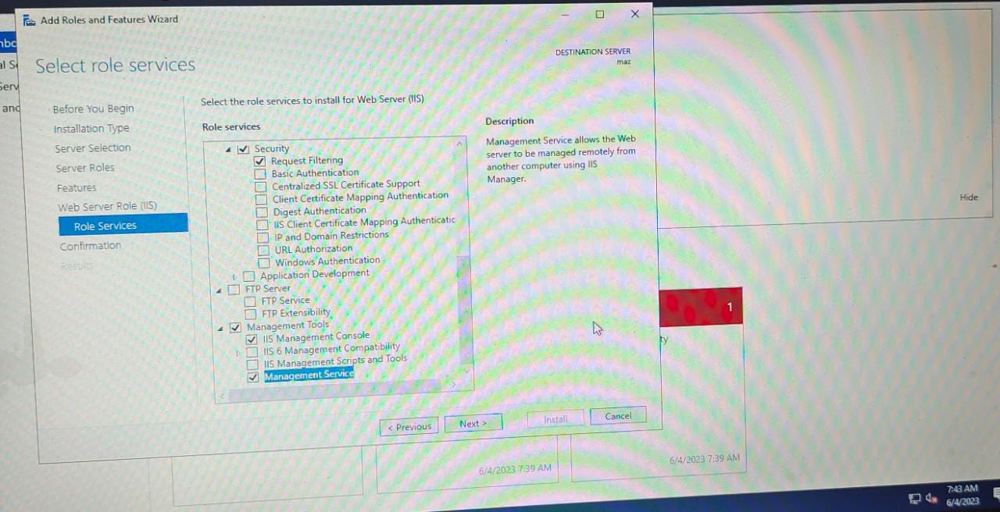 Add Roles and Features Wizard
Select role services
DESTINATION SERVER
maz
Before You Begin
Installation Type
Server Selection
Server Roles
Features
Web Server Role (IIS)
Role Services
Confirmation
Results
Select the role services to install for Web Server (IIS)
Role services
Security
Request Filtering
Basic Authentication
Centralized SSL Certificate Support
Client Certificate Mapping Authentication
Digest Authentication
IIS Client Certificate Mapping Authenticatic
IP and Domain Restrictions
URL Authorization
Windows Authentication
Application Development
FTP Server
FTP Service
FTP Extensibility
Management Tools
IIS Management Console
IIS 6 Management Compatibility
IIS Management Scripts and Tools
Management Service
Description
Management Service allows the Web
server to be managed remotely from
another computer using IIS
Manager.
< Previous
Next >
Install
Cancel
Hide
1
ty
6/4/2023 7:39 AM
6/4/2023 7:39 AM
7:43 AM
6/4/2023